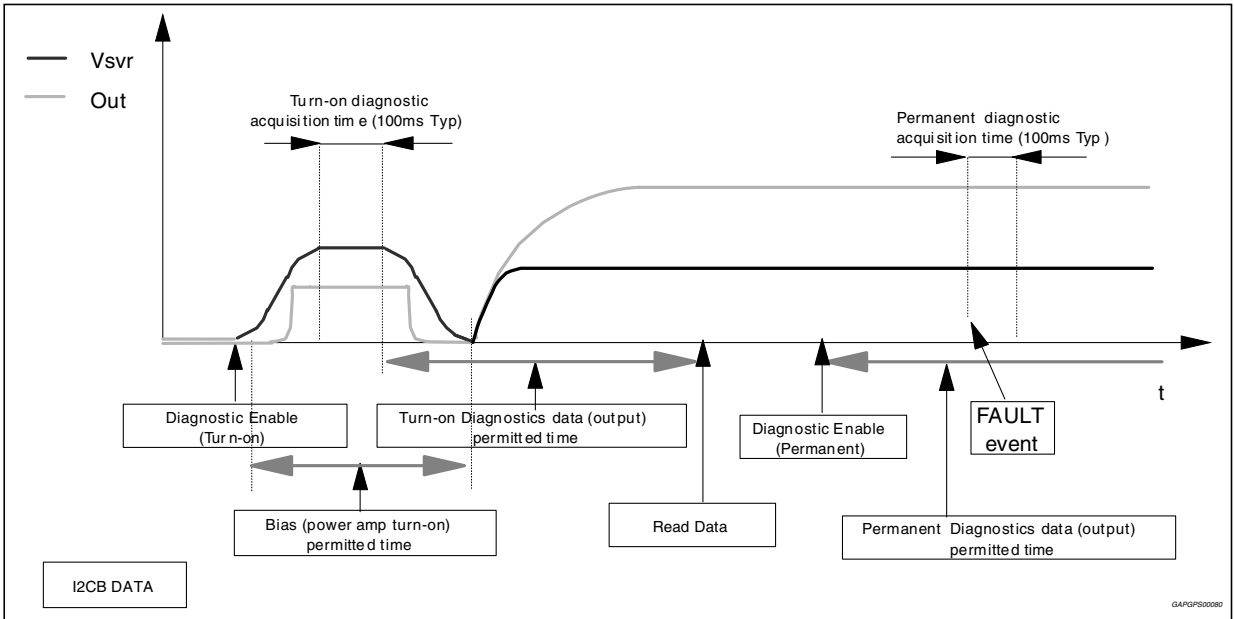 Vsvr
Out
Turn-on diagnostic
acquisition time (100ms Typ)
Permanent diagnostic
acquisition time (100ms Typ )
t
Diagnostic Enable
(Turn-on)
Turn-on Diagnostics data (output)
permitted time
Diagnostic Enable
(Permanent)
FAULT
event
Bias (power amp turn-on)
permitted time
Read Data
Permanent Diagnostics data (output)
permitted time
I2CB DATA
GAPGPS00080